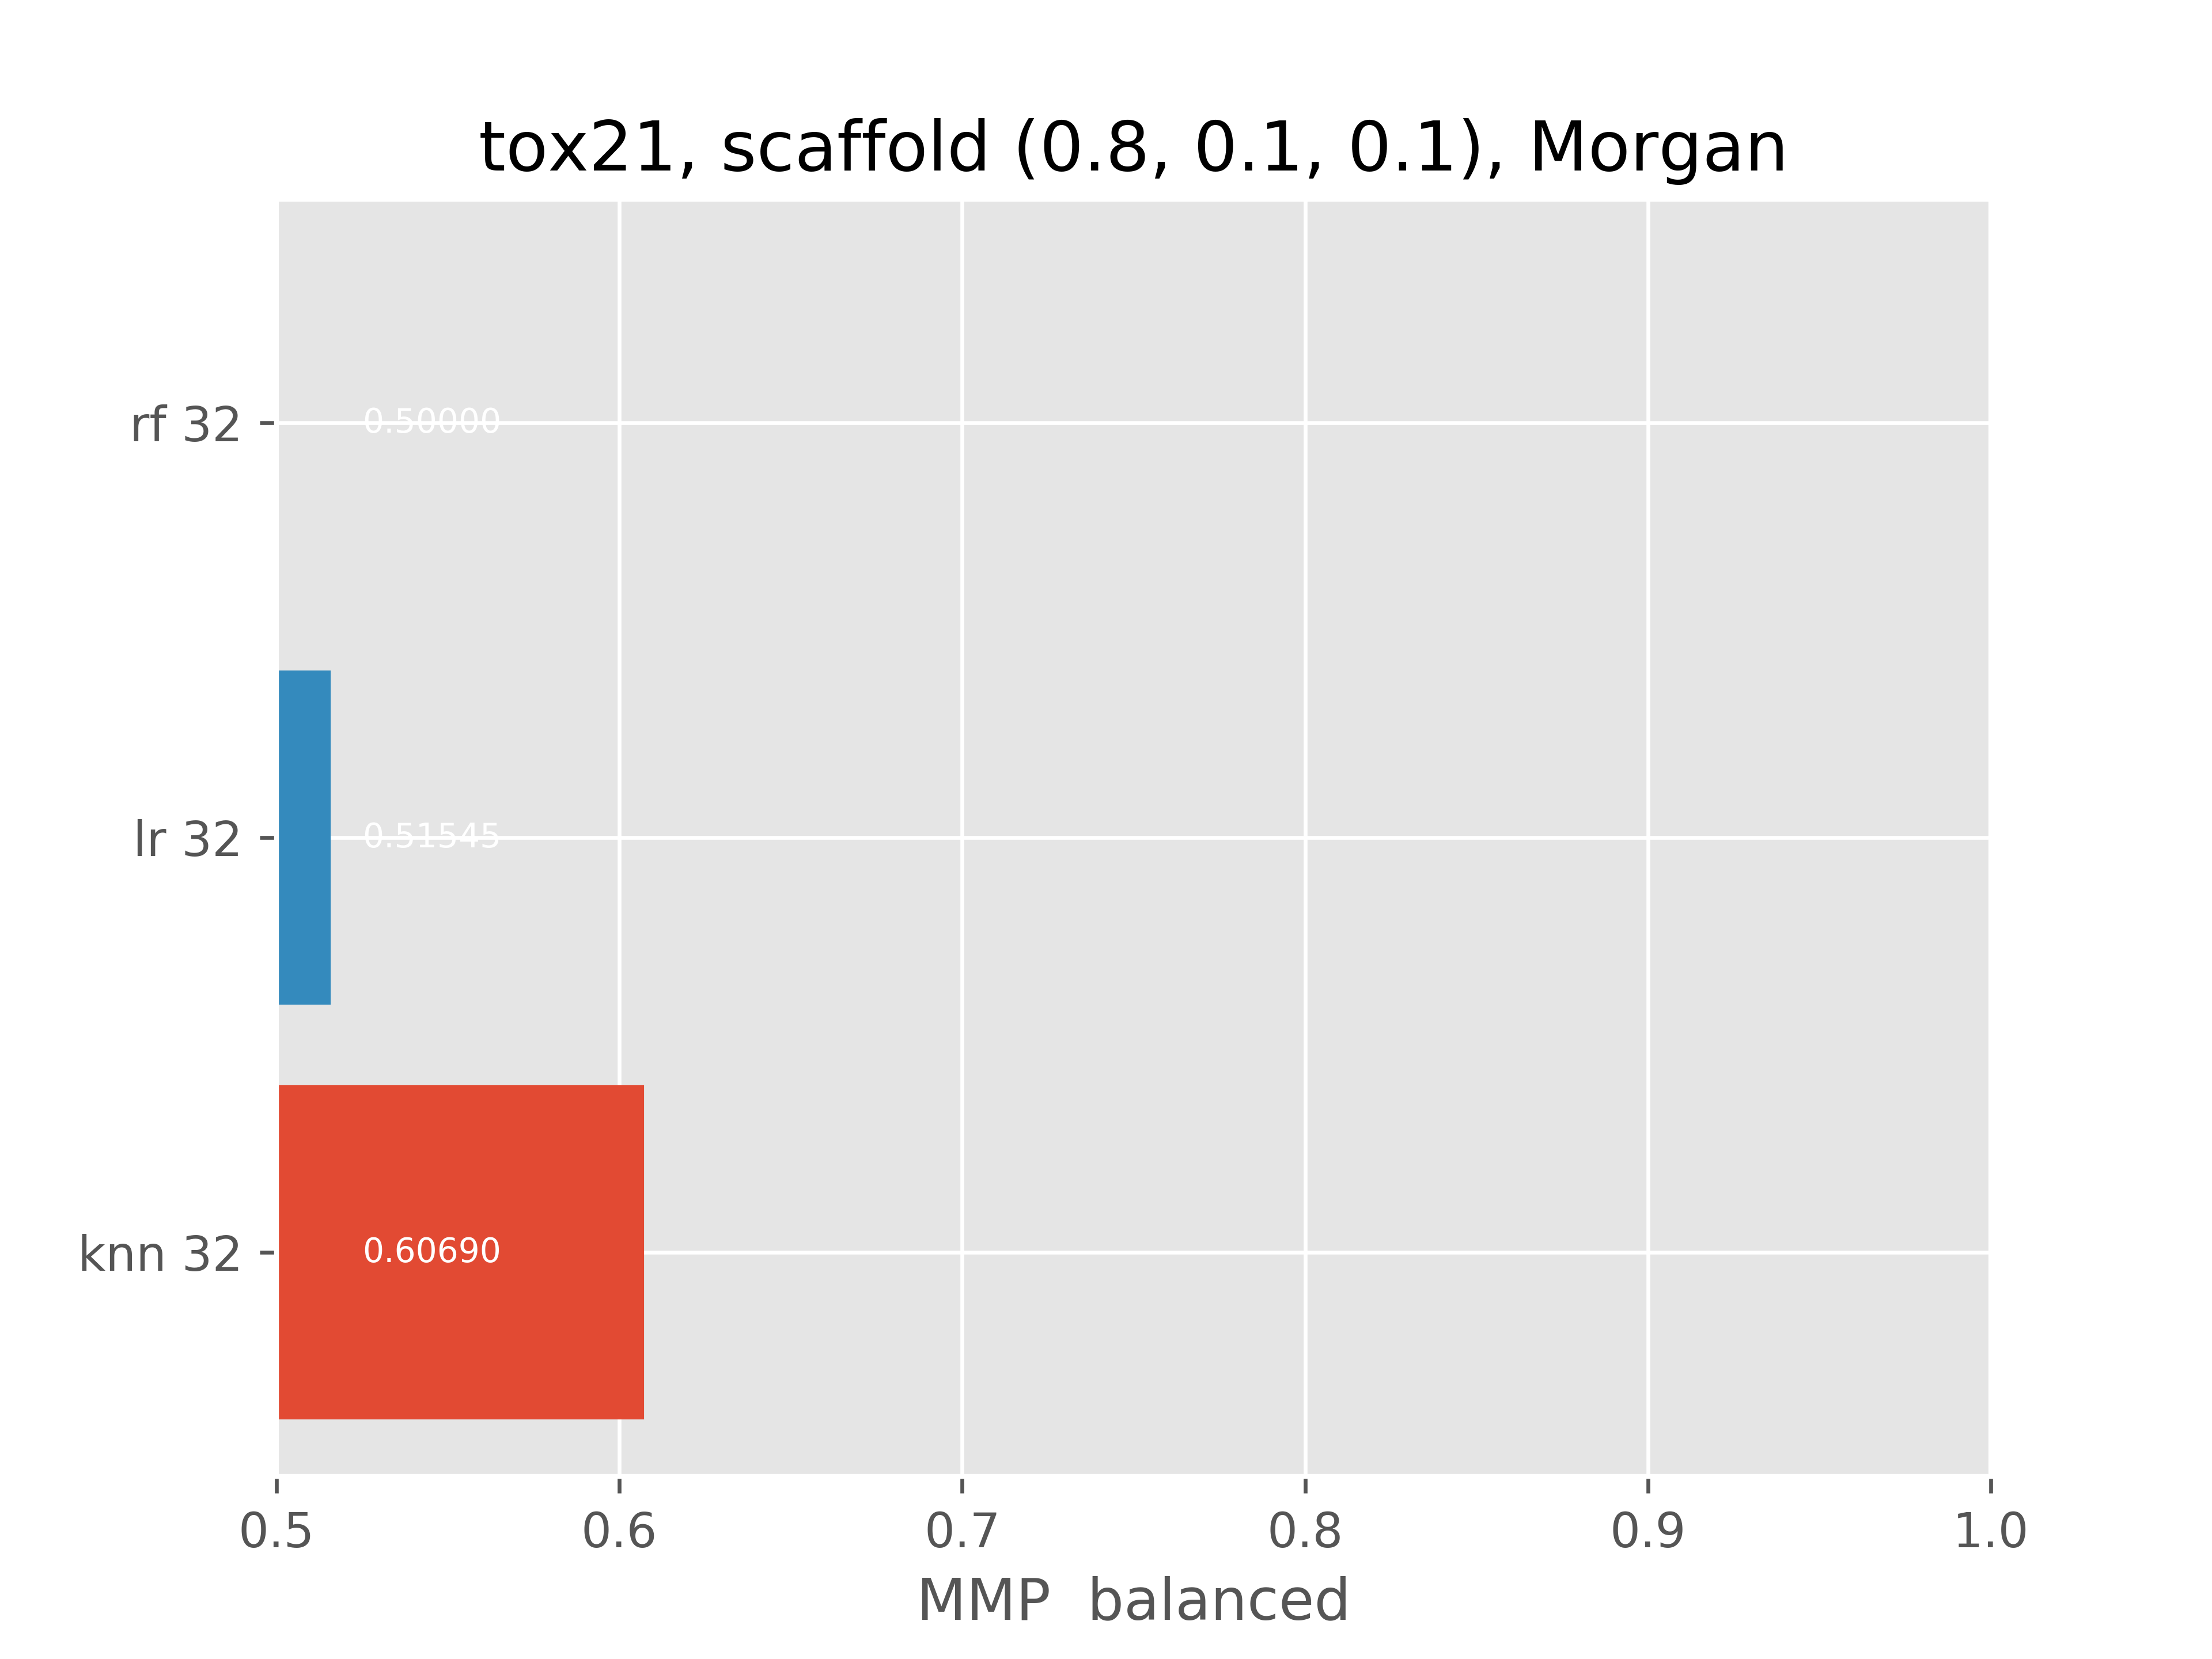 tox21, scaffold (0.8, 0.1, 0.1), Morgan
rf 32
0.50000
lr 32
0.51545
knn 32
0.60690
0.5 0.6 0.7 0.8 0.9 1.0
MMP balanced